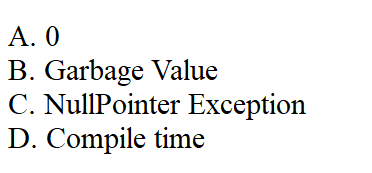 A. 0
B. Garbage Value
C. NullPointer Exception
D. Compile time